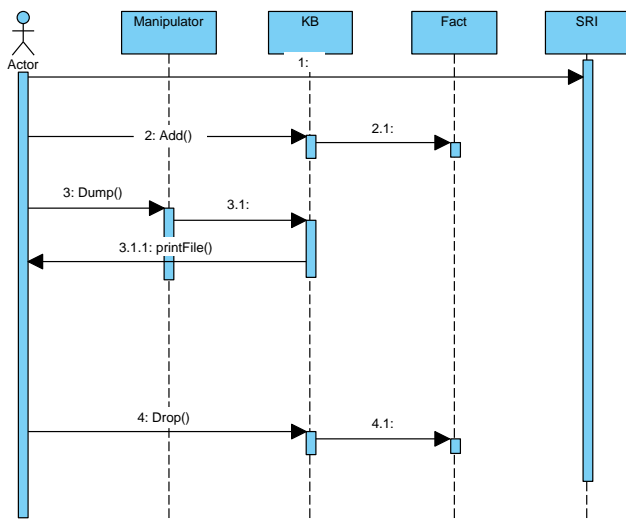 Manipulator
KB
Fact
SRI
Actor
1:
2: Add()
2.1:
3: Dump()
3.1:
3.1.1: printFile()
4: Drop()
4.1: